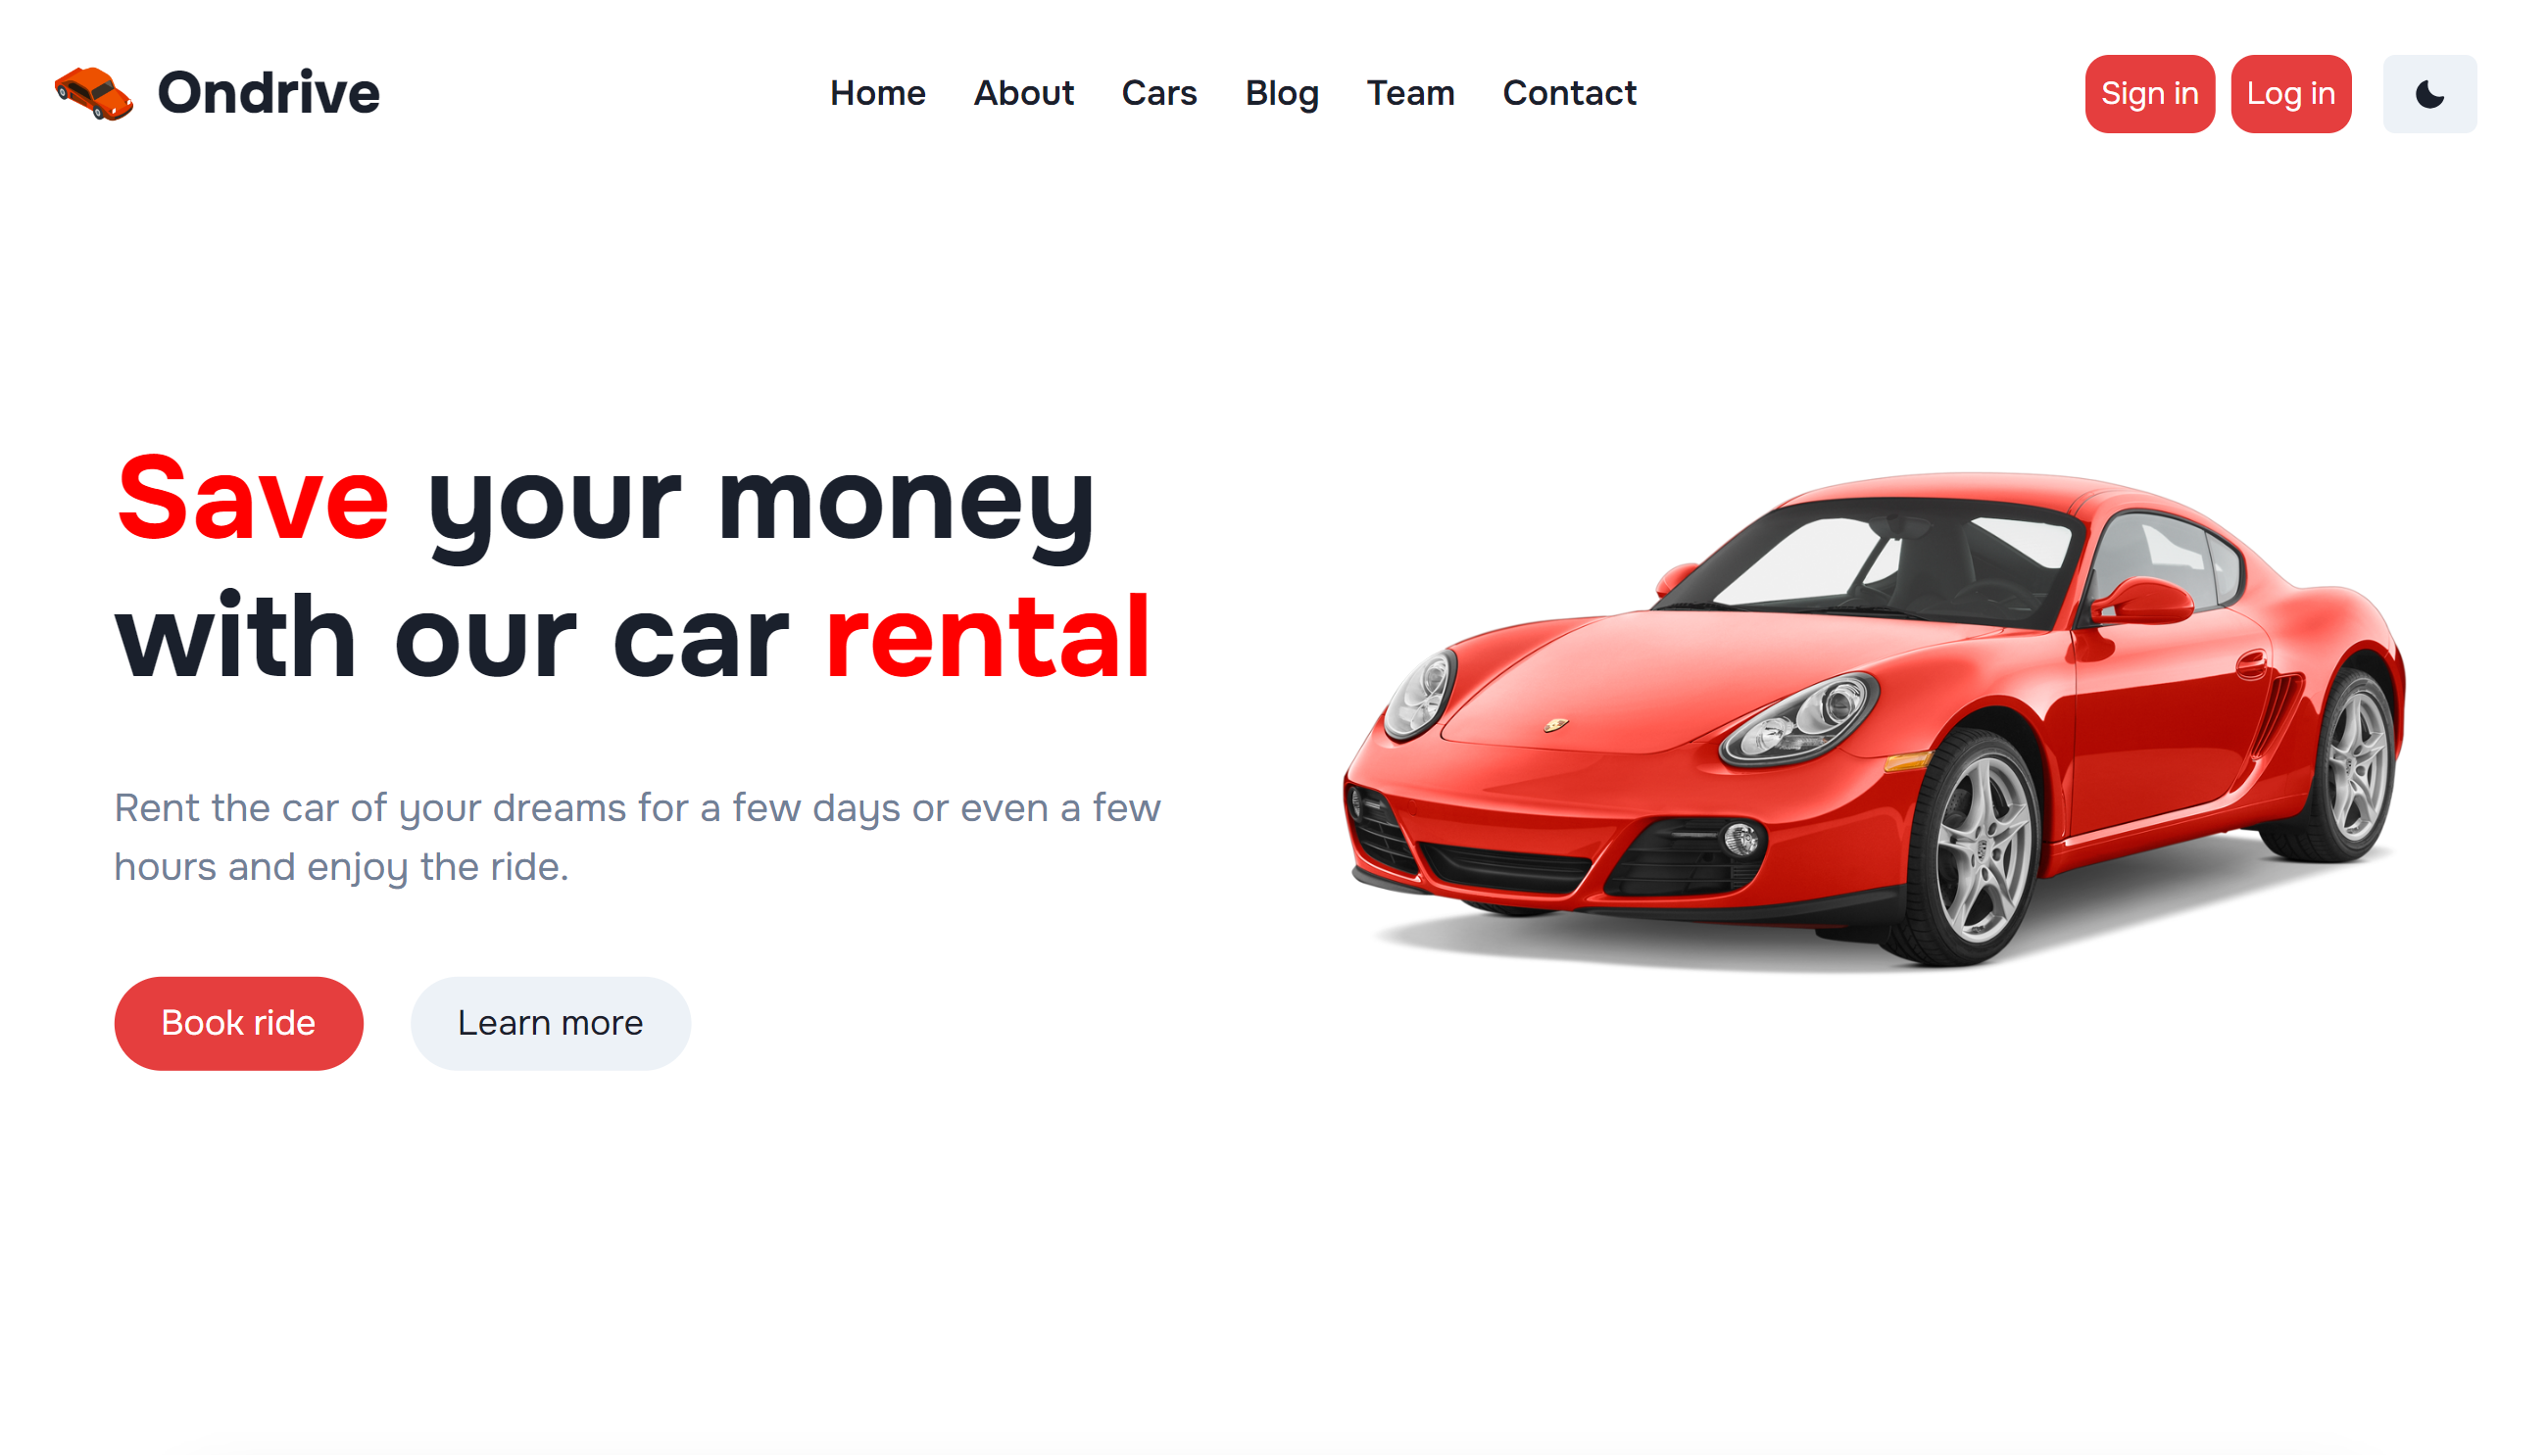 Ondrive
Home About Cars Blog Team Contact
Sign in Log in
Save your money
with our car rental
Rent the car of your dreams for a few days or even a few
hours and enjoy the ride.
Book ride Learn more